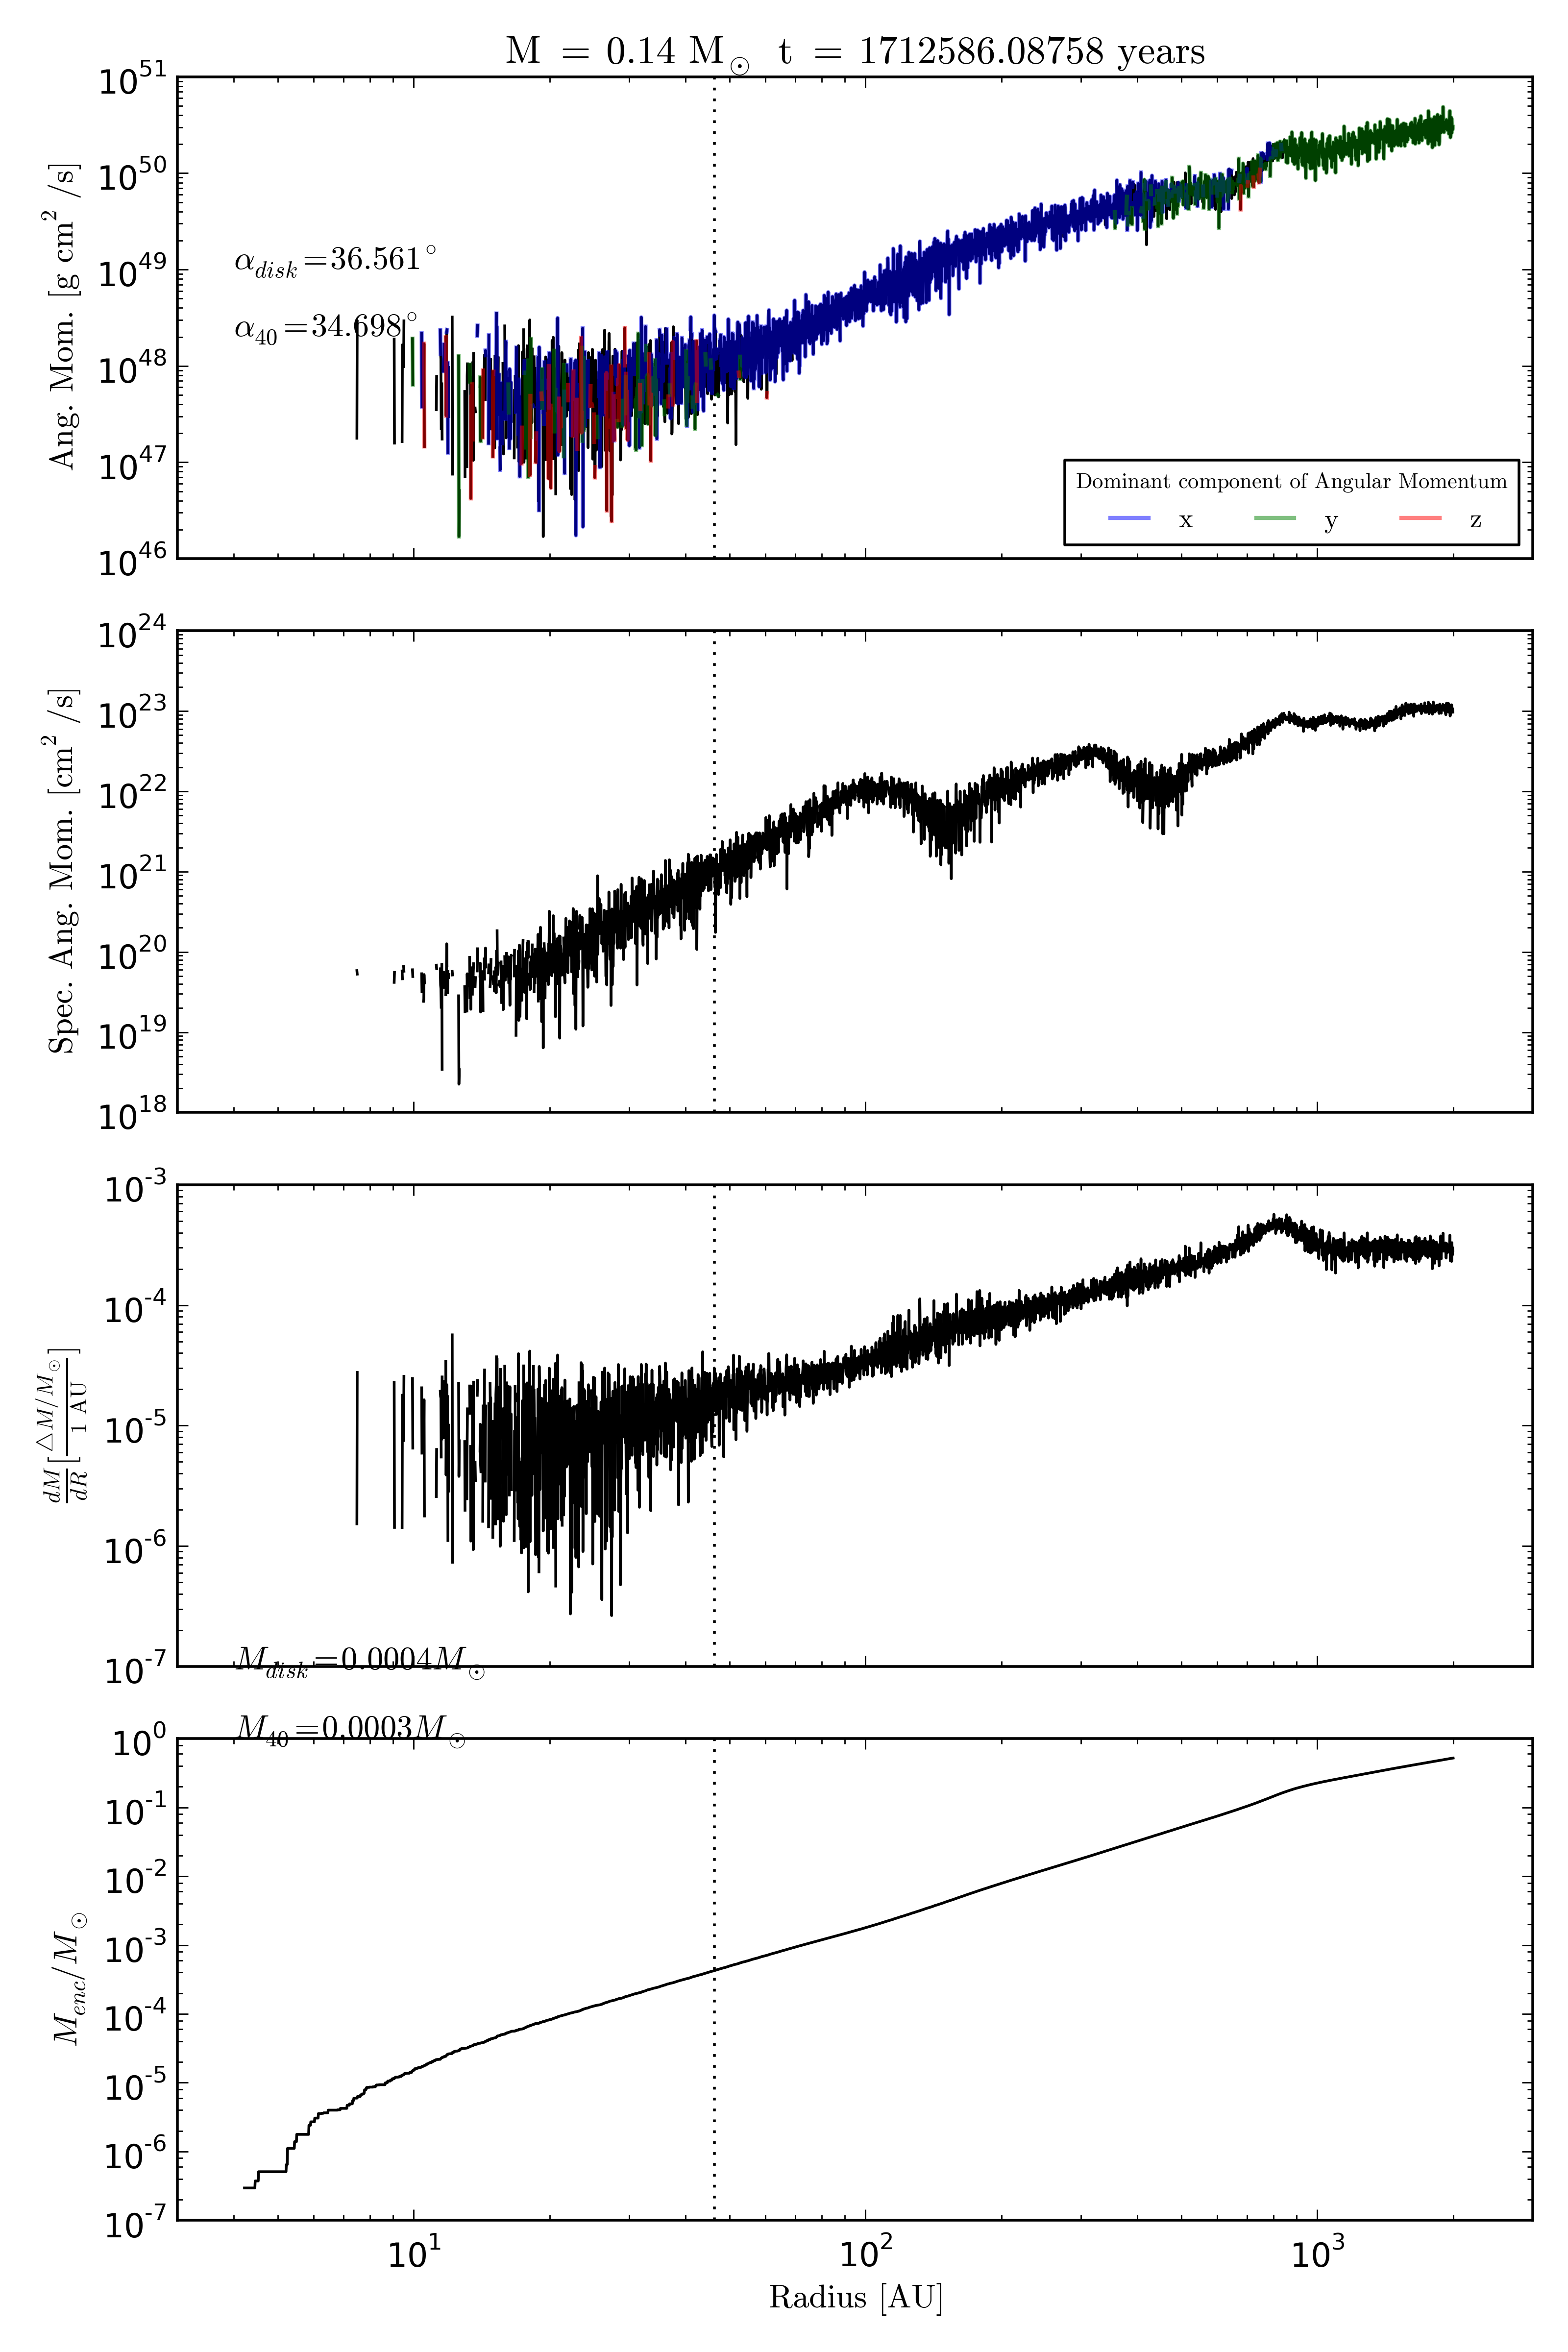 M = 0.14 M⊙ t = 1712586.08758 years
10^51
10^50
10^49
10^48
10^47
10^46
Ang. Mom. [g cm^2 /s]
α_disk=36.561°
α_40=34.698°
Dominant component of Angular Momentum
x y z
10^24
10^23
10^22
10^21
10^20
10^19
10^18
Spec. Ang. Mom. [cm^2 /s]
10^-3
10^-4
10^-5
10^-6
10^-7
dM/dR [△M/M⊙ / 1 AU]
M_disk=0.0004M⊙
M_40=0.0003M⊙
10^0
10^-1
10^-2
10^-3
10^-4
10^-5
10^-6
10^-7
M_enc/M⊙
10^1 10^2 10^3
Radius [AU]